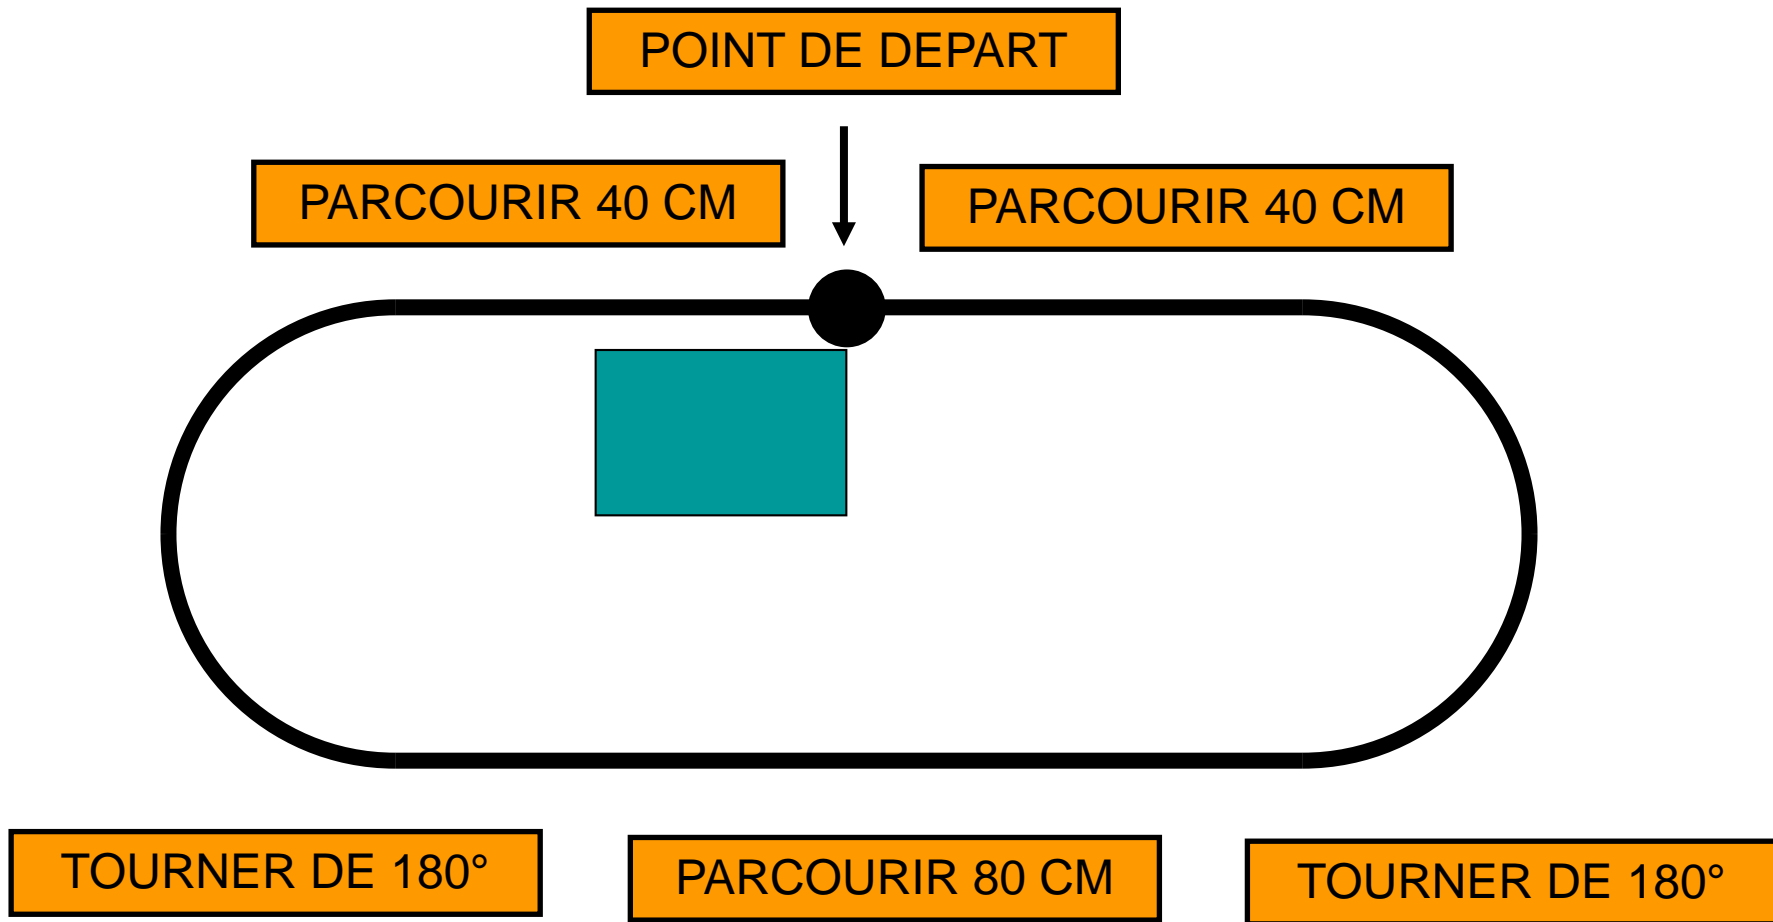 POINT DE DEPART
PARCOURIR 40 CM
PARCOURIR 40 CM
TOURNER DE 180°
PARCOURIR 80 CM
TOURNER DE 180°